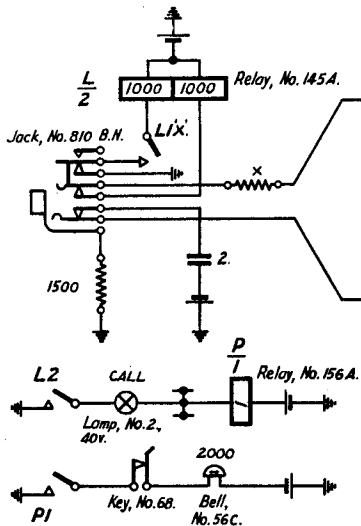 L
2
1000 1000
Relay, No. 145A.
L1'X'.
Jack, No. 810 B.N.
X
2.
1500
P
1
L2
CALL
Relay, No. 156A.
Lamp, No. 2.,
40v.
2000
P1
Key, No. 68.
Bell,
No. 56C.